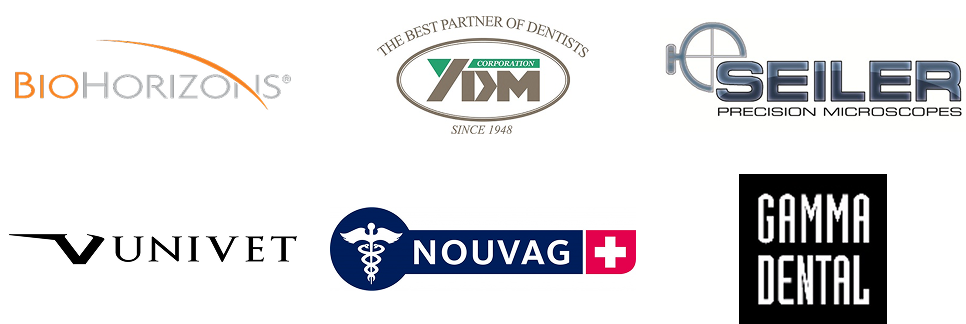 BIOHORIZONS®
THE BEST PARTNER OF DENTISTS
CORPORATION
YDM
SINCE 1948
SEILER
PRECISION MICROSCOPES
UNIVET
NOUVAG
GAMMA
DENTAL